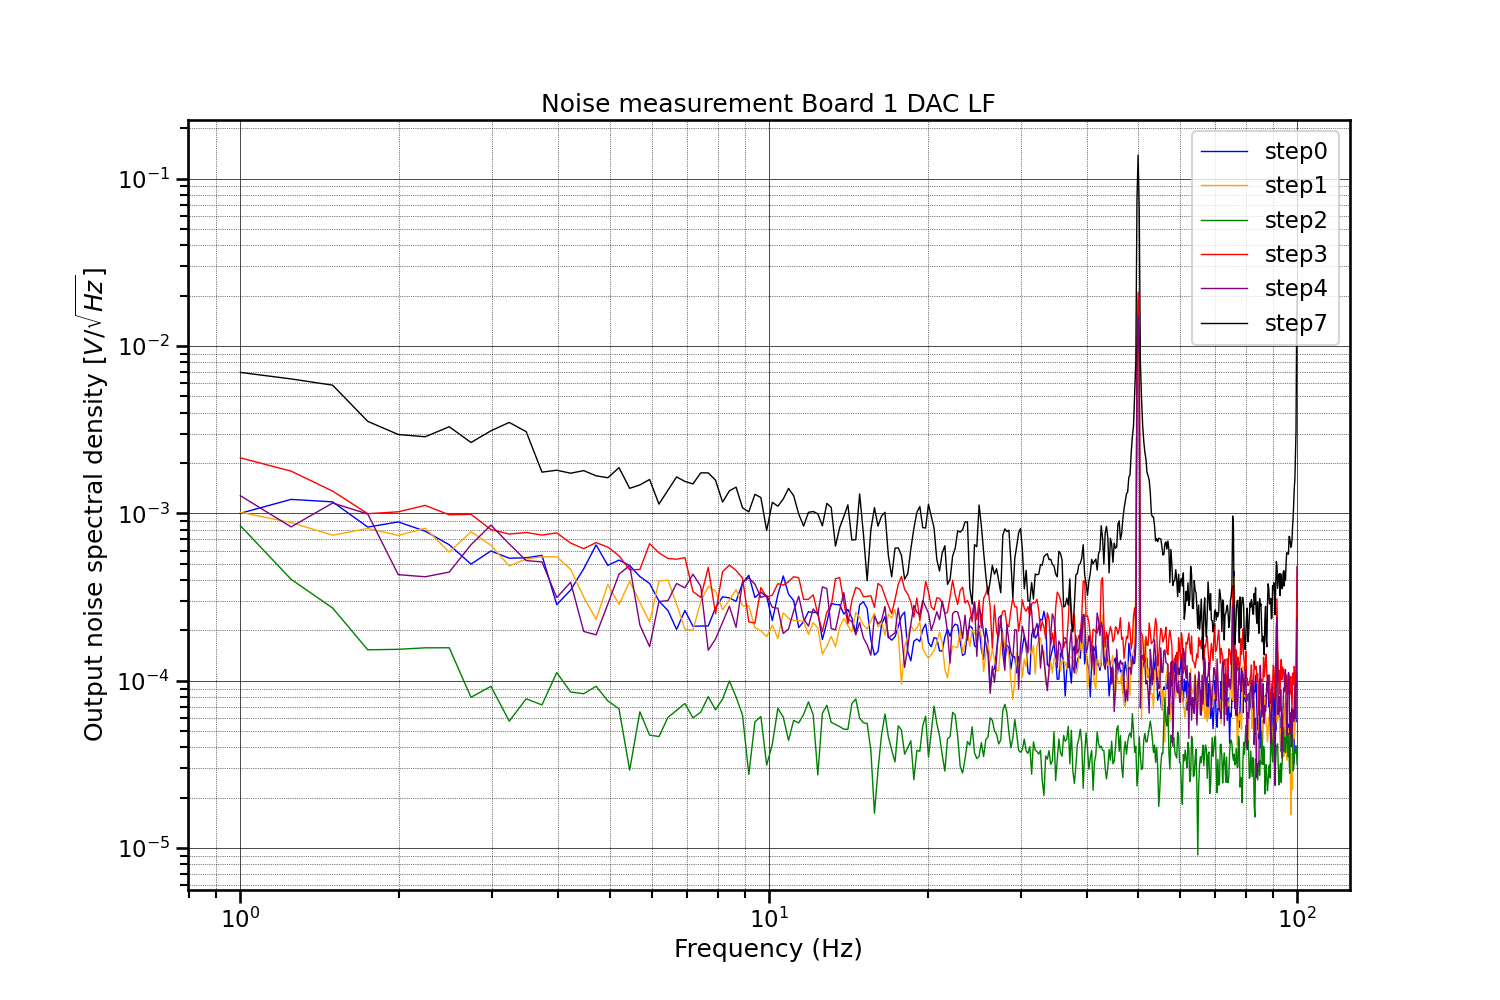 Noise measurement Board 1 DAC LF
step0
step1
step2
step3
step4
step7
10⁻¹
10⁻²
10⁻³
10⁻⁴
10⁻⁵
Output noise spectral density [V/√Hz]
10⁰
10¹
10²
Frequency (Hz)